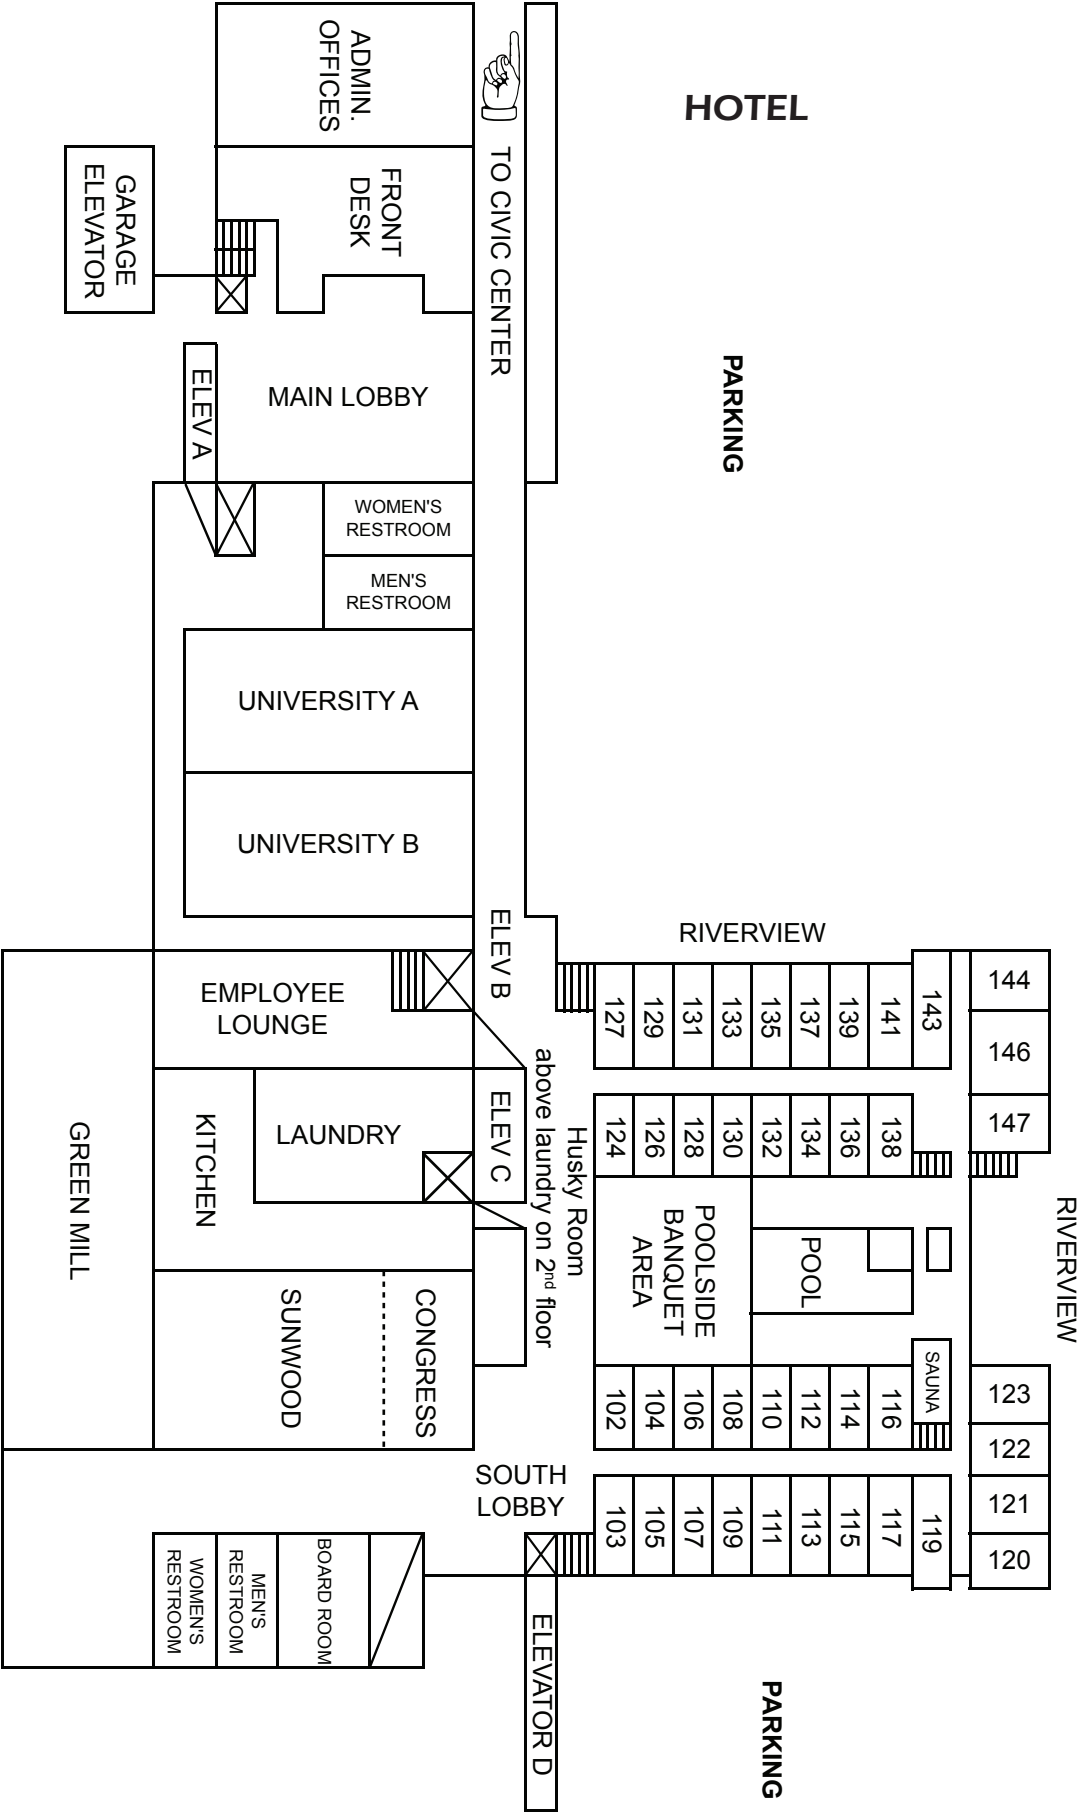 HOTEL
ADMIN.
OFFICES
TO CIVIC CENTER
FRONT
DESK
GARAGE
ELEVATOR
PARKING
ELEV A
MAIN LOBBY
WOMEN'S
RESTROOM
MEN'S
RESTROOM
UNIVERSITY A
UNIVERSITY B
ELEV B
RIVERVIEW
127
129
131
133
135
137
139
141
143
144
146
147
EMPLOYEE
LOUNGE
GREEN MILL
KITCHEN
LAUNDRY
ELEV C
Husky Room
above laundry on 2nd floor
124
126
128
130
132
134
136
138
POOLSIDE
BANQUET
AREA
POOL
RIVERVIEW
SUNWOOD
CONGRESS
102
104
106
108
110
112
114
116
SAUNA
123
122
121
120
SOUTH
LOBBY
103
105
107
109
111
113
115
117
119
WOMEN'S
RESTROOM
MEN'S
RESTROOM
BOARD ROOM
ELEVATOR D
PARKING